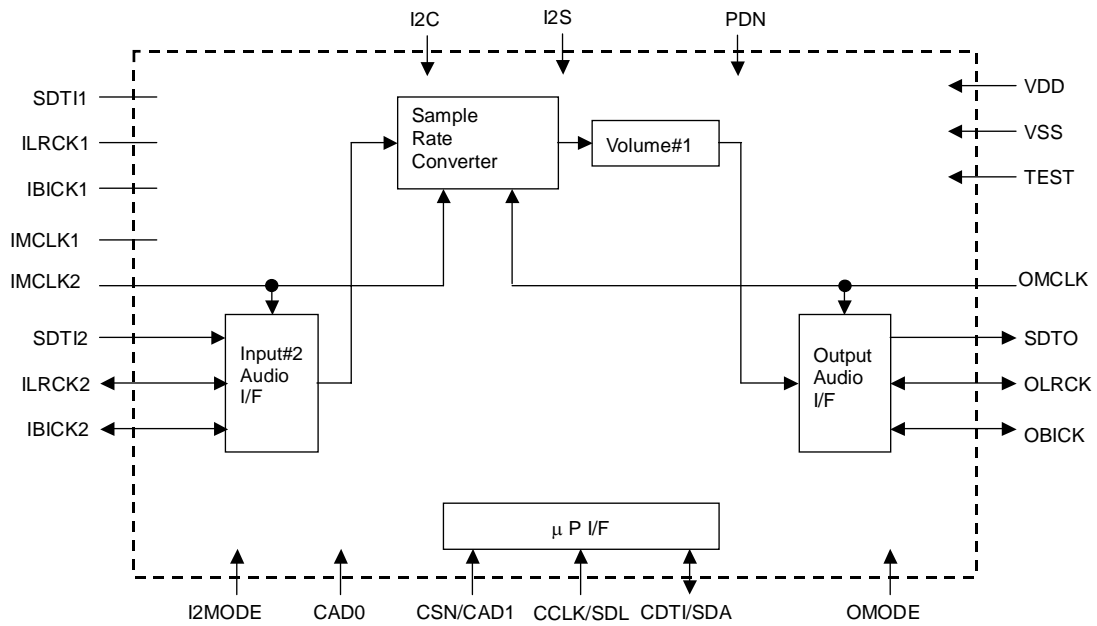 I2C
I2S
PDN
SDTI1
ILRCK1
IBICK1
IMCLK1
IMCLK2
SDTI2
ILRCK2
IBICK2
Sample
Rate
Converter
Volume#1
Input#2
Audio
I/F
Output
Audio
I/F
VDD
VSS
TEST
OMCLK
SDTO
OLRCK
OBICK
μ P I/F
I2MODE
CAD0
CSN/CAD1
CCLK/SDL
CDTI/SDA
OMODE